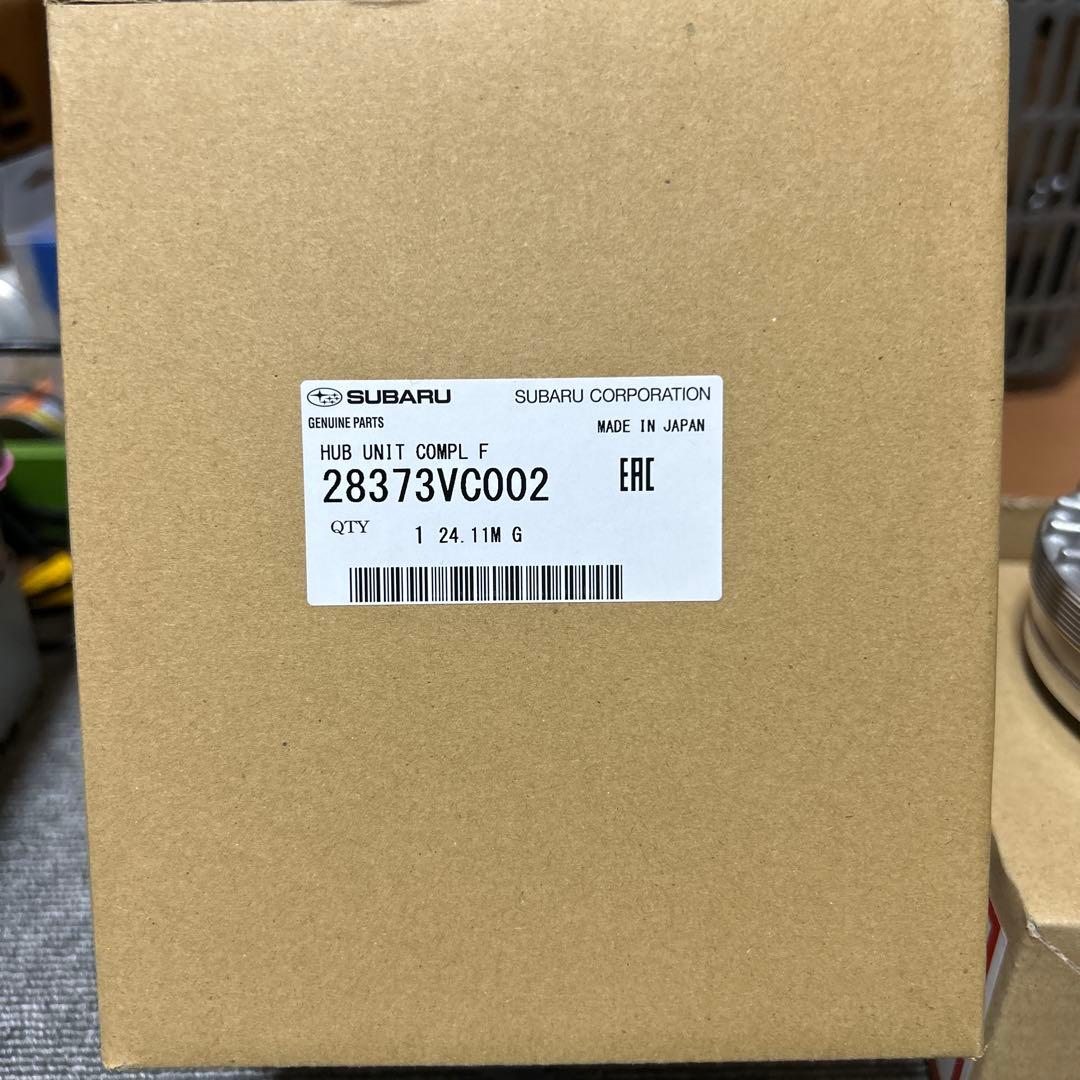 SUBARU SUBARU CORPORATION
GENUINE PARTS MADE IN JAPAN
HUB UNIT COMPL F
28373VC002 EAC
QTY 1 24.11M G